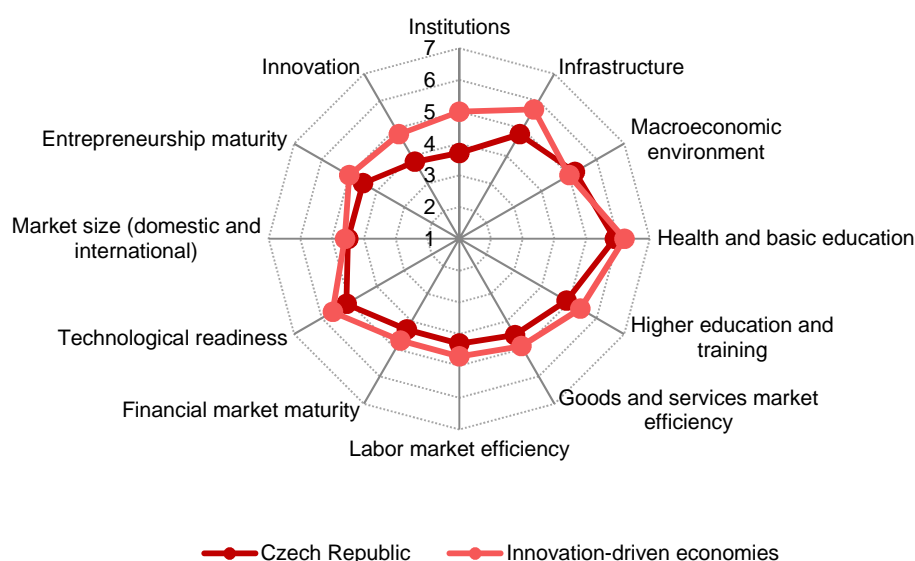 Institutions
7
Innovation
6
Infrastructure
5
Entrepreneurship maturity
4
Macroeconomic
environment
3
Market size (domestic and
international)
2
1
Health and basic education
Technological readiness
Higher education and
training
Financial market maturity
Goods and services market
efficiency
Labor market efficiency
Czech Republic
Innovation-driven economies